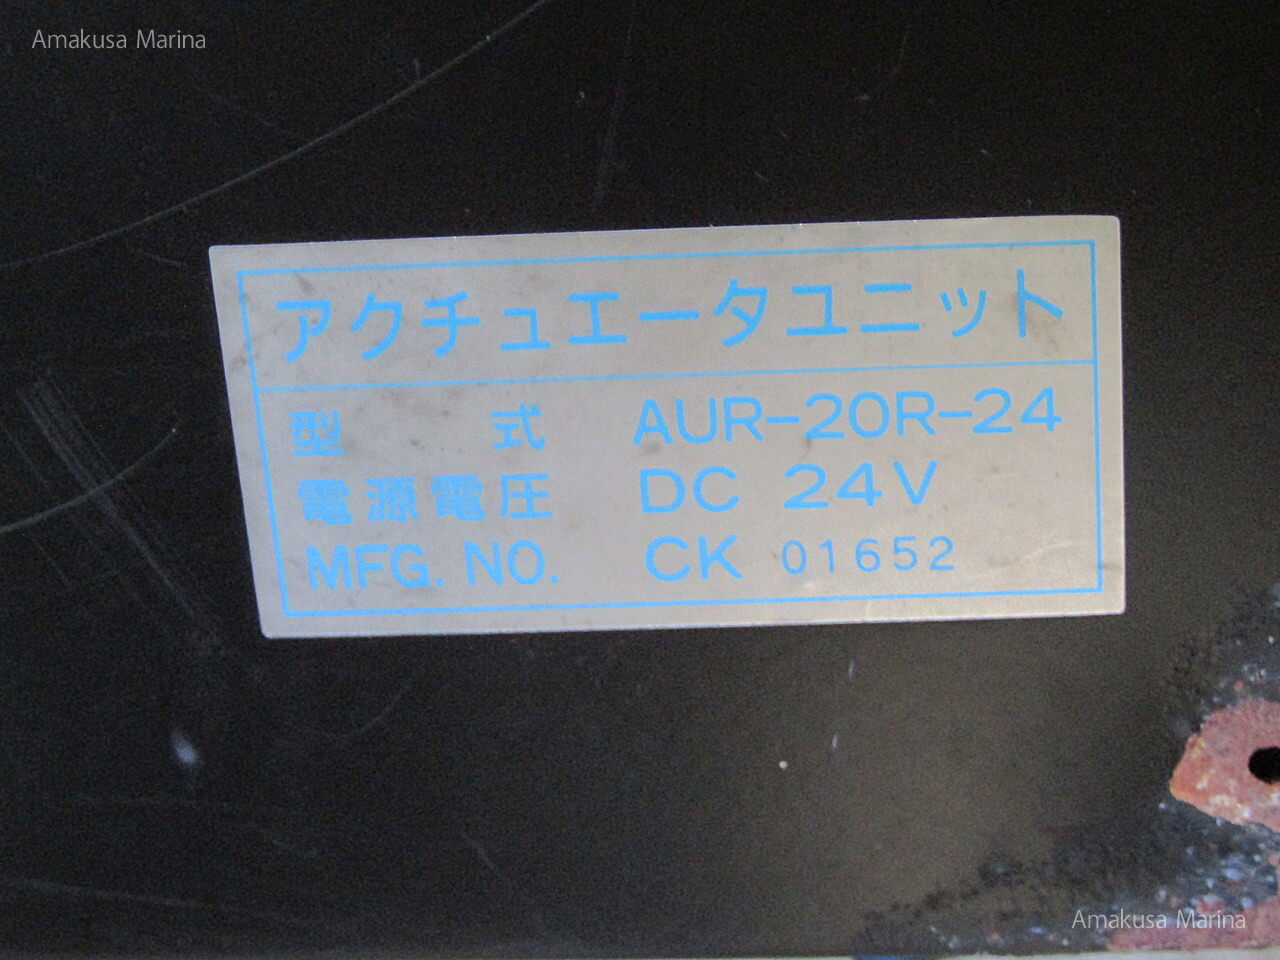 Amakusa Marina
アクチュエータユニット
型 式 AUR-20R-24
電源電圧 DC 24V
MFG. NO. CK 01652
Amakusa Marina